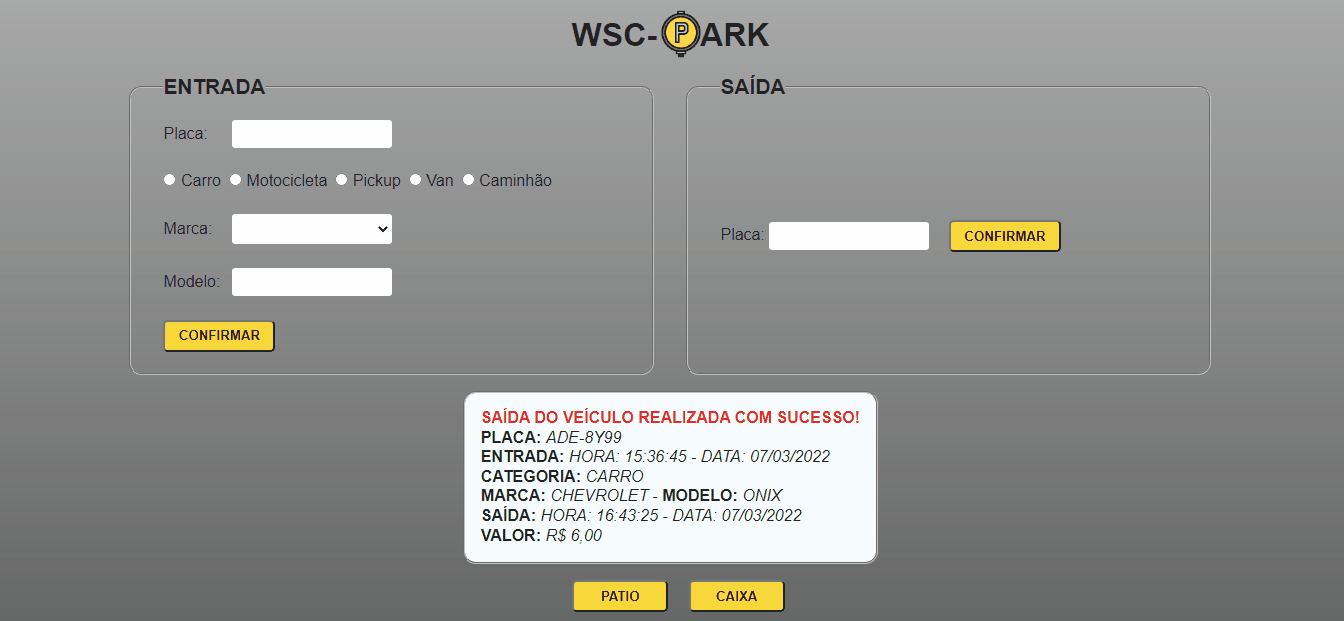 WSC-PARK
ENTRADA
Placa:
Carro Motocicleta Pickup Van Caminhão
Marca:
Modelo:
CONFIRMAR
SAÍDA
Placa: CONFIRMAR
SAÍDA DO VEÍCULO REALIZADA COM SUCESSO!
PLACA: ADE-8Y99
ENTRADA: HORA: 15:36:45 - DATA: 07/03/2022
CATEGORIA: CARRO
MARCA: CHEVROLET - MODELO: ONIX
SAÍDA: HORA: 16:43:25 - DATA: 07/03/2022
VALOR: R$ 6,00
PATIO CAIXA